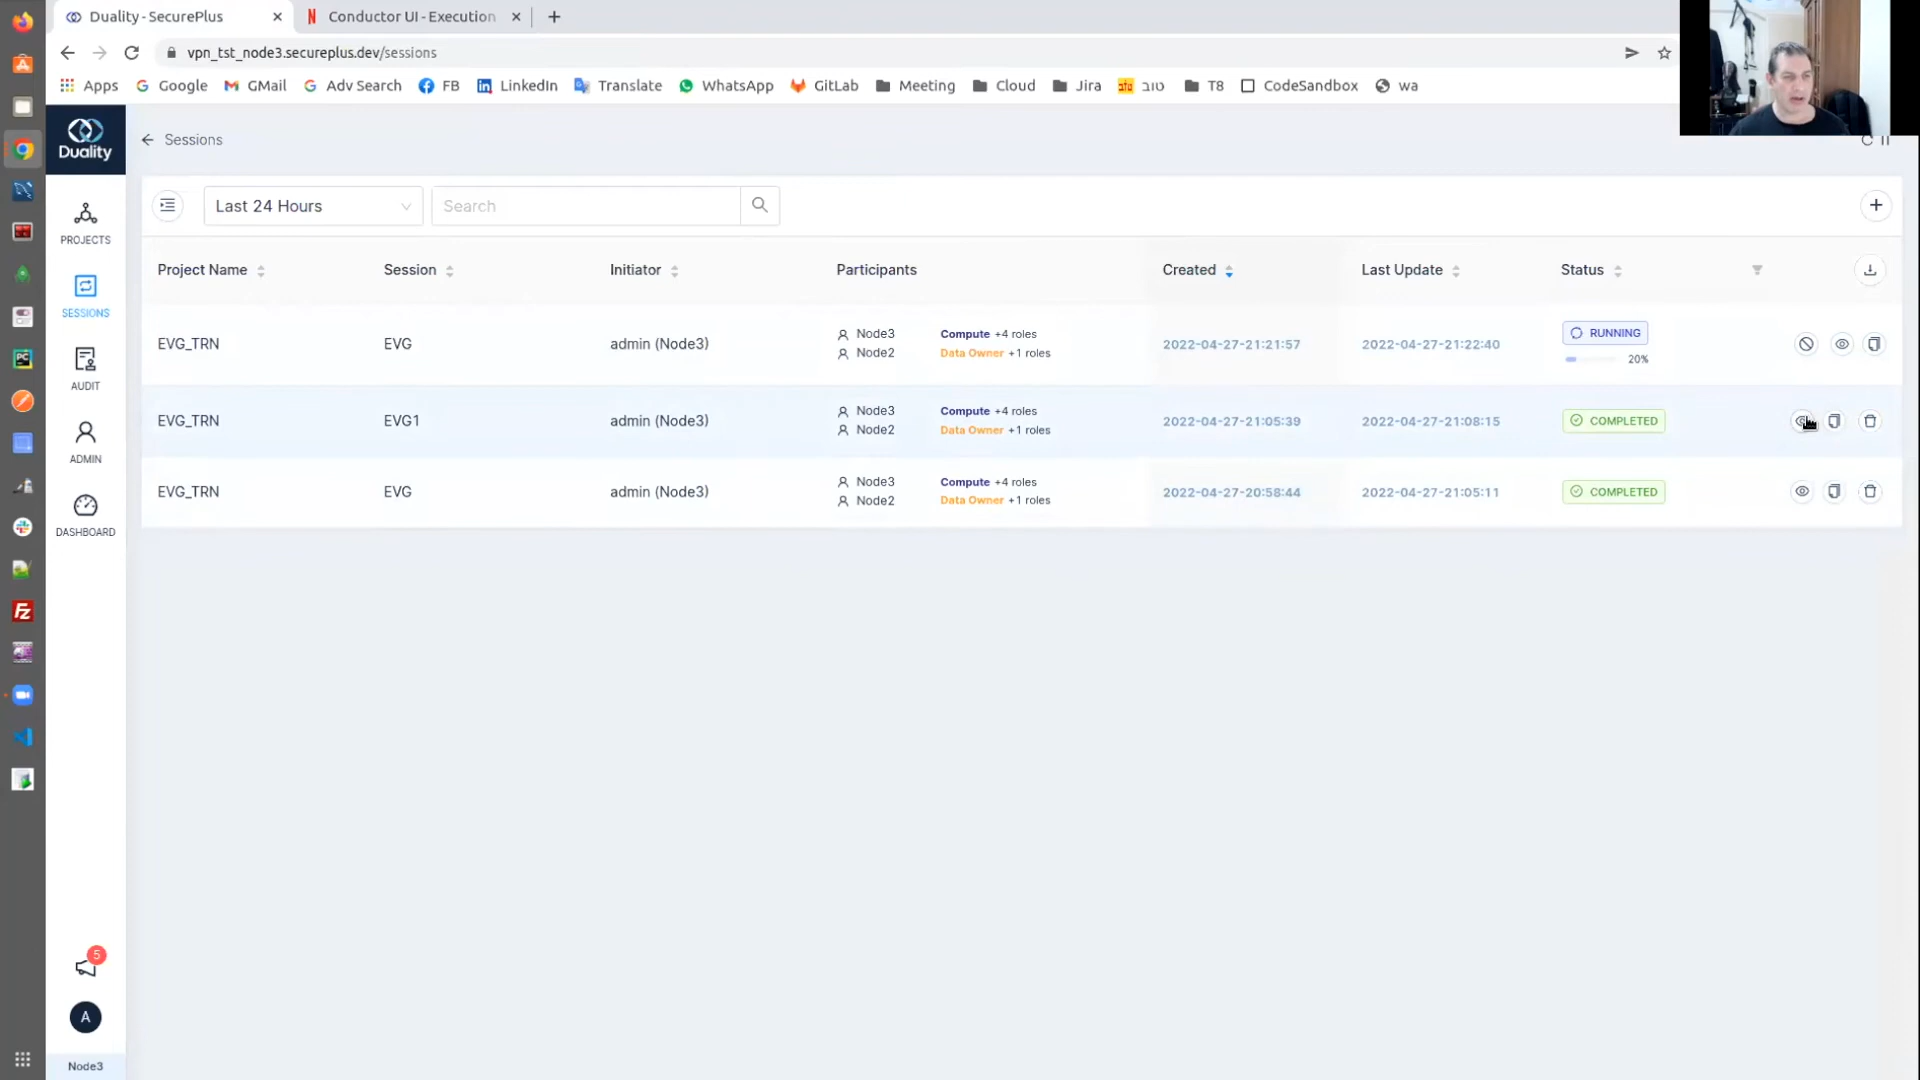 Duality - SecurePlus
Conductor UI - Execution
vpn_tst_node3.secureplus.dev/sessions
Apps Google GMail Adv Search FB LinkedIn Translate WhatsApp GitLab Meeting Cloud Jira טוב T8 CodeSandbox wa
Duality
Sessions
Last 24 Hours
Search
PROJECTS
SESSIONS
AUDIT
ADMIN
DASHBOARD
5
A
Node3
Project Name Session Initiator Participants Created Last Update Status
EVG_TRN EVG admin (Node3) Node3 Compute +4 roles 2022-04-27-21:21:57 2022-04-27-21:22:40 RUNNING
Node2 Data Owner +1 roles 20%
EVG_TRN EVG1 admin (Node3) Node3 Compute +4 roles 2022-04-27-21:05:39 2022-04-27-21:08:15 COMPLETED
Node2 Data Owner +1 roles
EVG_TRN EVG admin (Node3) Node3 Compute +4 roles 2022-04-27-20:58:44 2022-04-27-21:05:11 COMPLETED
Node2 Data Owner +1 roles